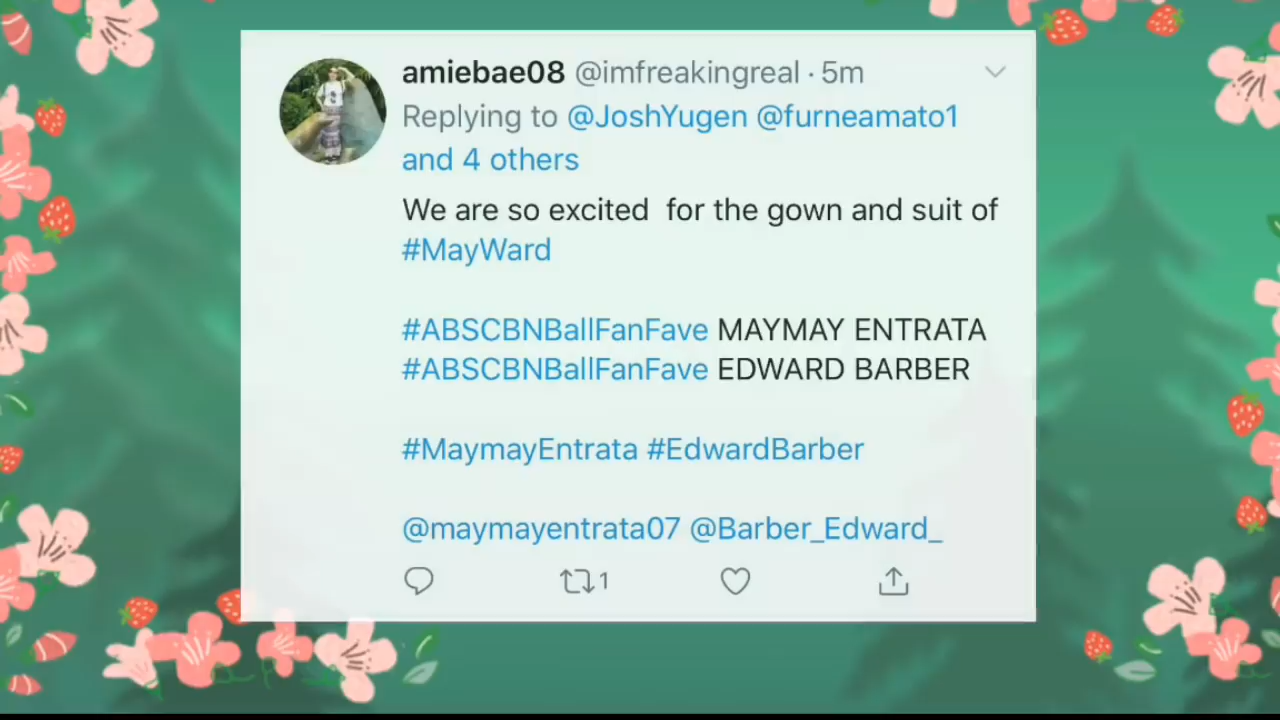 amiebae08 @imfreakingreal · 5m
Replying to @JoshYugen @furneamato1
and 4 others
We are so excited  for the gown and suit of
#MayWard
#ABSCBNBallFanFave MAYMAY ENTRATA
#ABSCBNBallFanFave EDWARD BARBER
#MaymayEntrata #EdwardBarber
@maymayentrata07 @Barber_Edward_
1